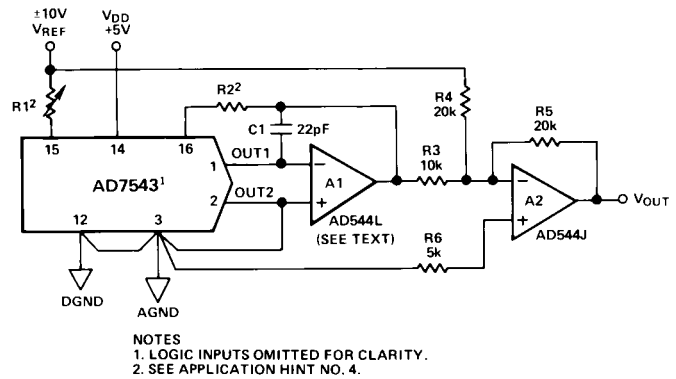 ±10V
VREF
VDD
+5V
R1²
R2²
R4
20k
R5
20k
C1
22pF
R3
10k
15
14
16
OUT1
1
AD7543¹
OUT2
2
A1
−
+
AD544L
(SEE TEXT)
−
A2
+
VOUT
AD544J
12
3
R6
5k
DGND
AGND
NOTES
1. LOGIC INPUTS OMITTED FOR CLARITY.
2. SEE APPLICATION HINT NO. 4.